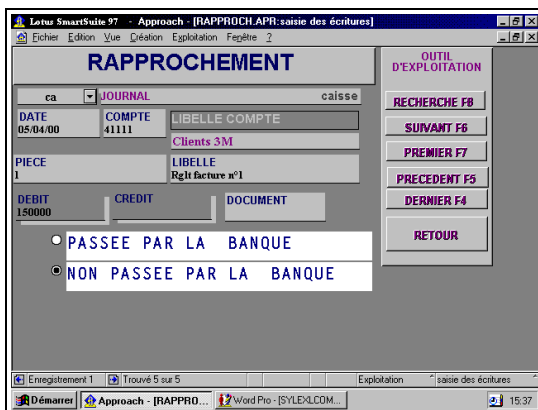 Lotus SmartSuite 97 - Approach - [RAPPROCH.APR:saisie des écritures]
Eichier Edition Vue Création Exploitation Fenêtre ?
RAPPROCHEMENT
OUTIL
D'EXPLOITATION
ca JOURNAL caisse
RECHERCHE F8
DATE COMPTE LIBELLE COMPTE
05/04/00 41111
SUIVANT F6
Clients 3M
PREMIER F7
PIECE LIBELLE
1 Rglt facture n°1
PRECEDENT F5
DEBIT CREDIT DOCUMENT
150000
DERNIER F4
RETOUR
PASSEE PAR LA BANQUE
NON PASSEE PAR LA BANQUE
Enregistrement 1 Trouvé 5 sur 5 Exploitation saisie des écritures
Démarrer Approach - [RAPPRO... Word Pro - [SYLEXLCOM... 15:37